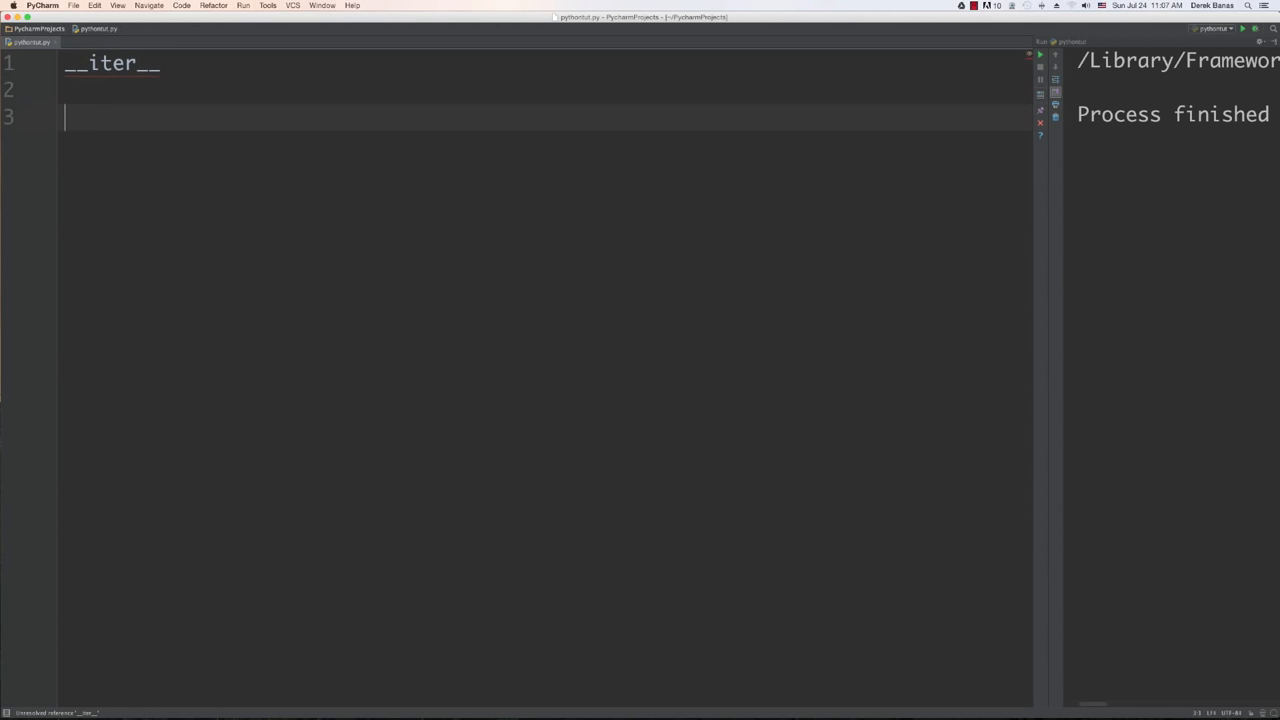 PyCharm File Edit View Navigate Code Refactor Run Tools VCS Window Help
10
Sun Jul 24 11:07 AM Derek Banas
pythontut.py - PycharmProjects - [~/PycharmProjects]
PycharmProjects pythontut.py
pythontut
pythontut.py
Run pythontut
1 __iter__
2
3
/Library/Framewor
Process finished
?
Unresolved reference '__iter__'
3:1 LF UTF-8